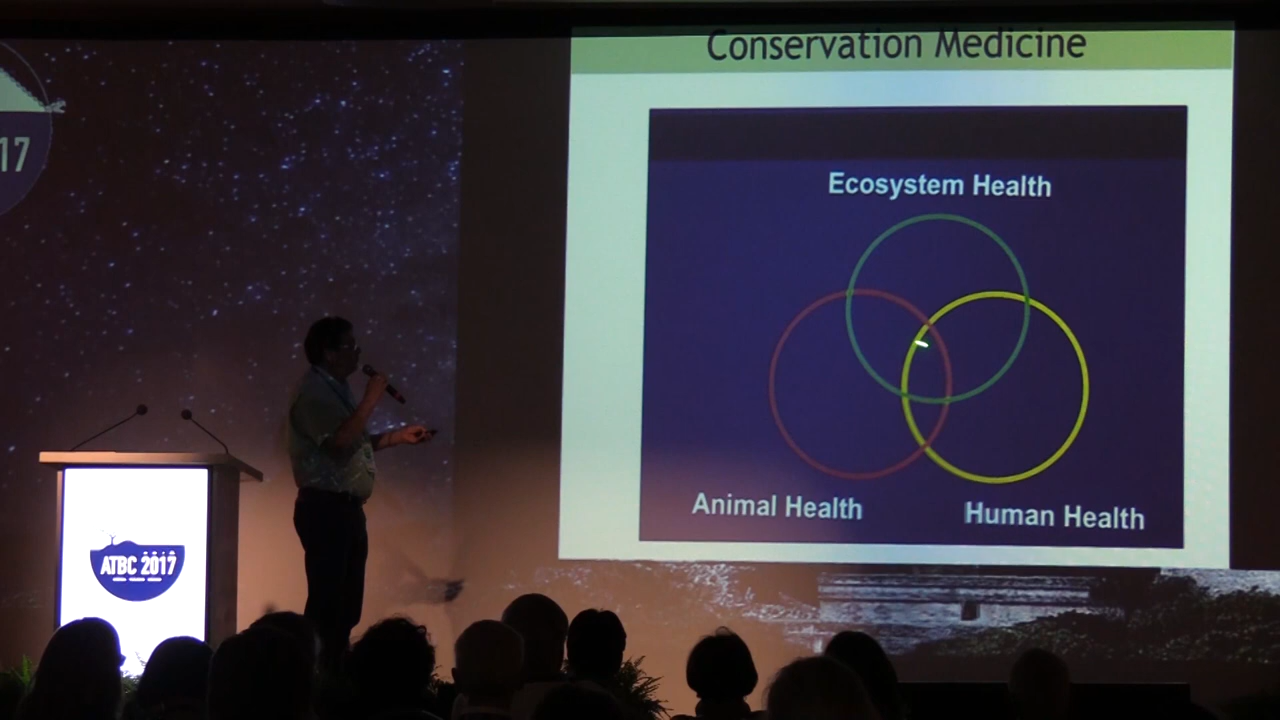 Conservation Medicine
17
Ecosystem Health
Animal Health
Human Health
ATBC 2017